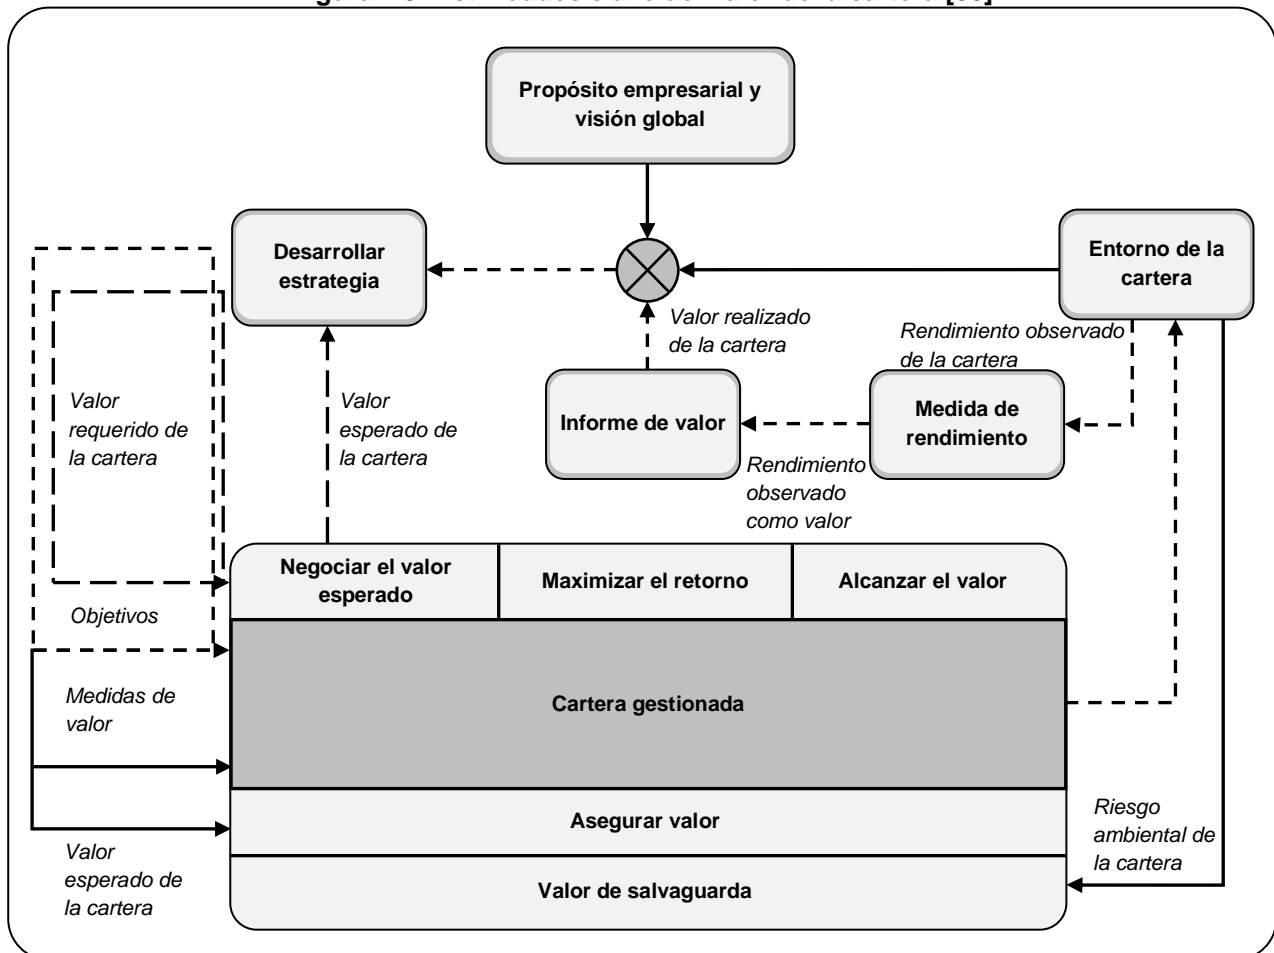 Propósito empresarial y
visión global
Desarrollar
estrategia
Entorno de la
cartera
Valor realizado
de la cartera
Rendimiento observado
de la cartera
Valor
requerido de
la cartera
Valor
esperado de
la cartera
Informe de valor
Medida de
rendimiento
Rendimiento
observado
como valor
Negociar el valor
esperado
Maximizar el retorno
Alcanzar el valor
Objetivos
Medidas de
valor
Cartera gestionada
Asegurar valor
Riesgo
ambiental de
la cartera
Valor
esperado de
la cartera
Valor de salvaguarda